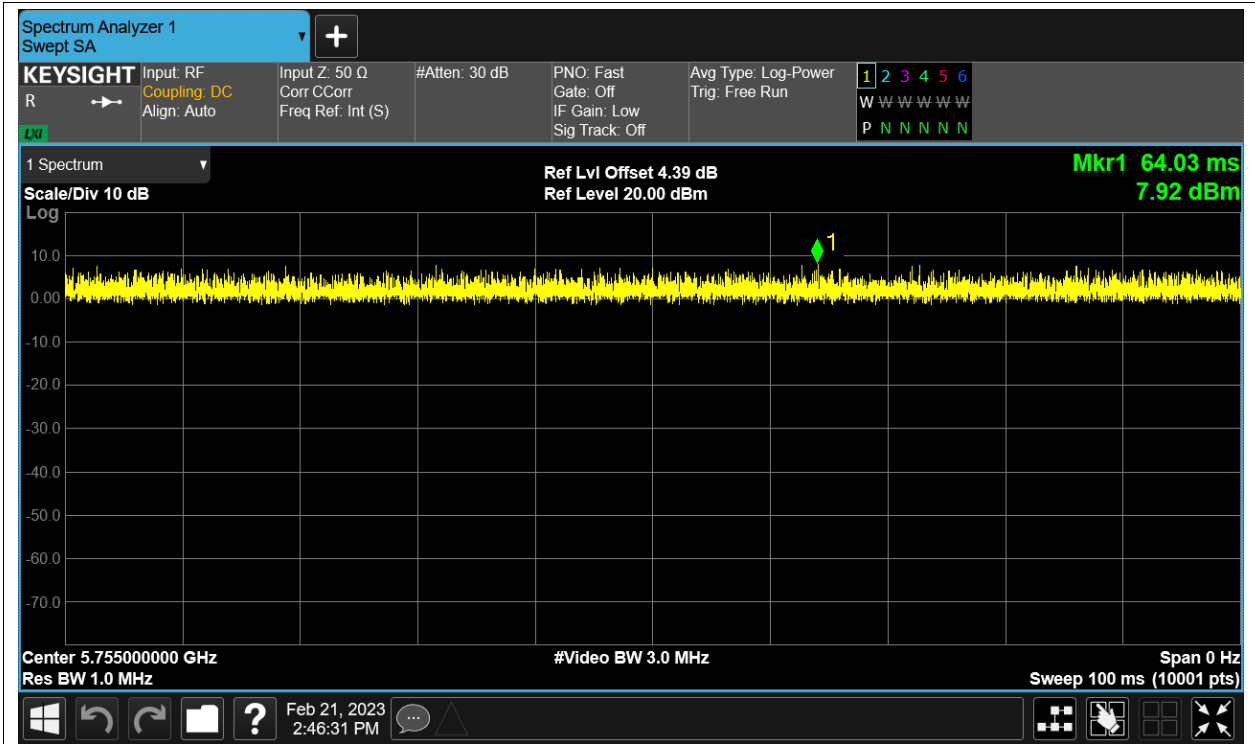 Spectrum Analyzer 1
Swept SA
+
KEYSIGHT
R
LXI
Input: RF
Coupling: DC
Align: Auto
Input Z: 50 Ω
Corr CCorr
Freq Ref: Int (S)
#Atten: 30 dB
PNO: Fast
Gate: Off
IF Gain: Low
Sig Track: Off
Avg Type: Log-Power
Trig: Free Run
1 2 3 4 5 6
W W W W W W
P N N N N N
1 Spectrum
Scale/Div 10 dB
Log
Ref Lvl Offset 4.39 dB
Ref Level 20.00 dBm
Mkr1 64.03 ms
7.92 dBm
1
10.0
0.00
-10.0
-20.0
-30.0
-40.0
-50.0
-60.0
-70.0
Center 5.755000000 GHz
Res BW 1.0 MHz
#Video BW 3.0 MHz
Span 0 Hz
Sweep 100 ms (10001 pts)
?
Feb 21, 2023
2:46:31 PM